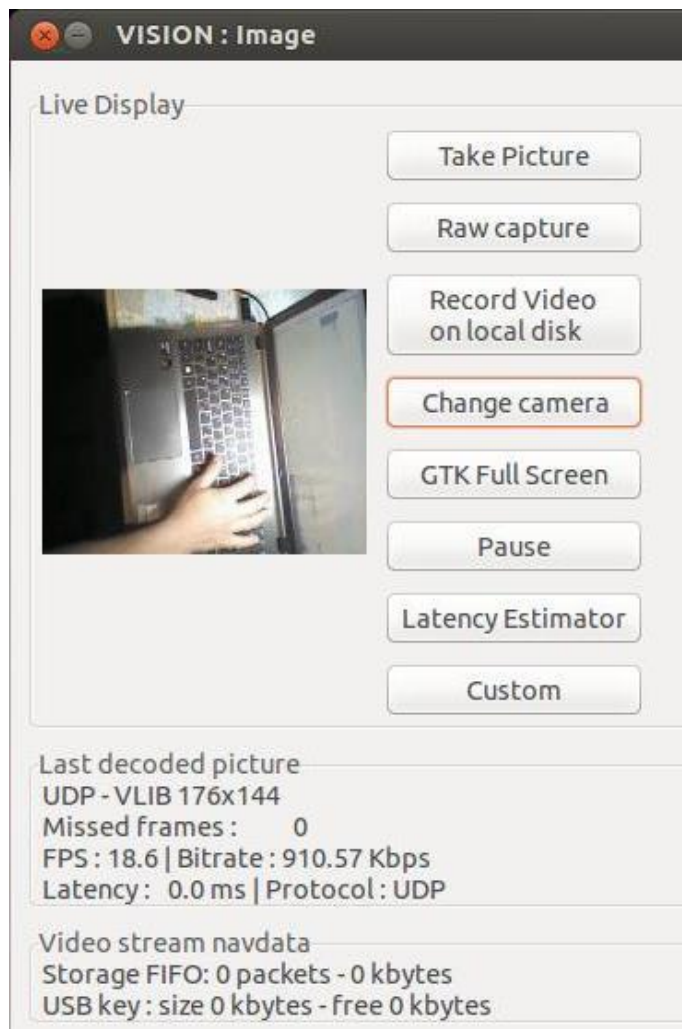 VISION : Image
Live Display
Take Picture
Raw capture
Record Video
on local disk
Change camera
GTK Full Screen
Pause
Latency Estimator
Custom
Last decoded picture
UDP - VLIB 176x144
Missed frames : 0
FPS : 18.6 | Bitrate : 910.57 Kbps
Latency : 0.0 ms | Protocol : UDP
Video stream navdata
Storage FIFO: 0 packets - 0 kbytes
USB key : size 0 kbytes - free 0 kbytes